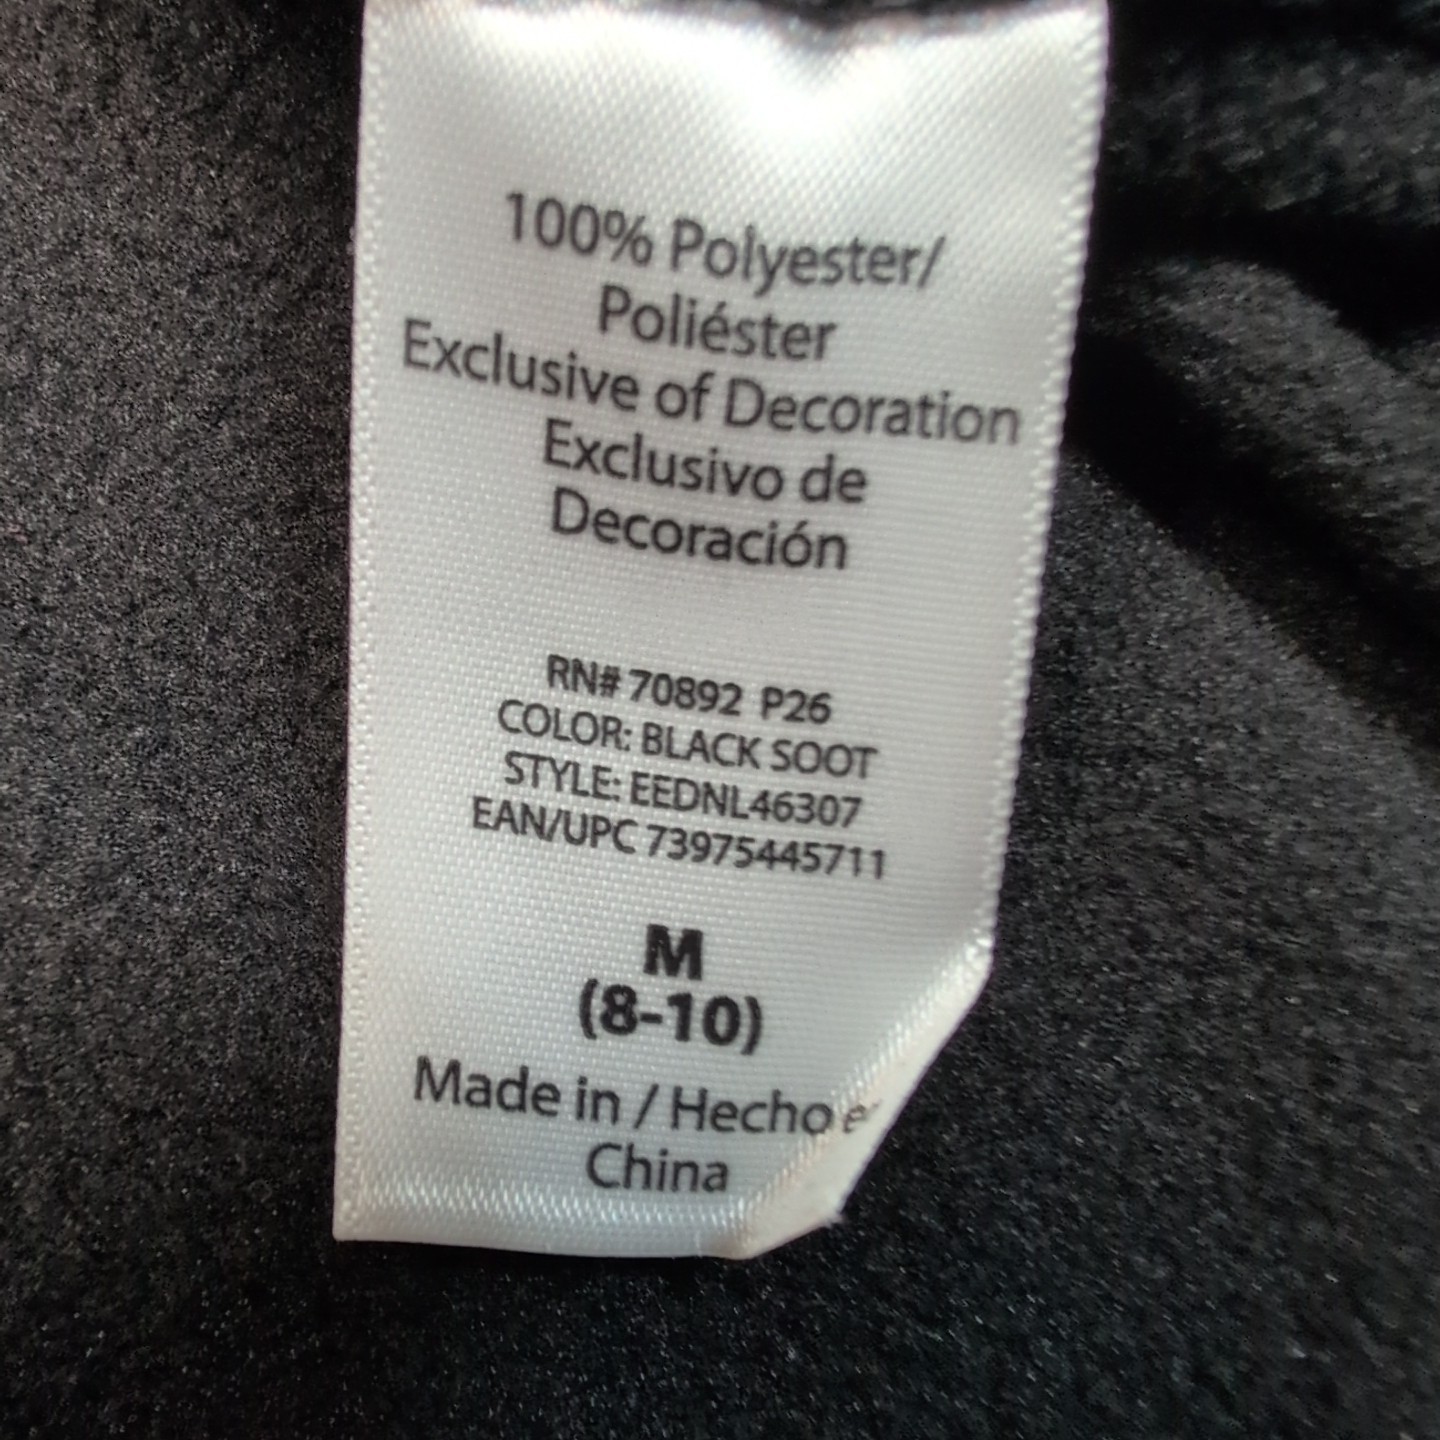 100% Polyester/
Poliéster
Exclusive of Decoration
Exclusivo de
Decoración
RN# 70892 P26
COLOR: BLACK SOOT
STYLE: EEDNL46307
EAN/UPC 73975445711
M
(8-10)
Made in / Hecho
China